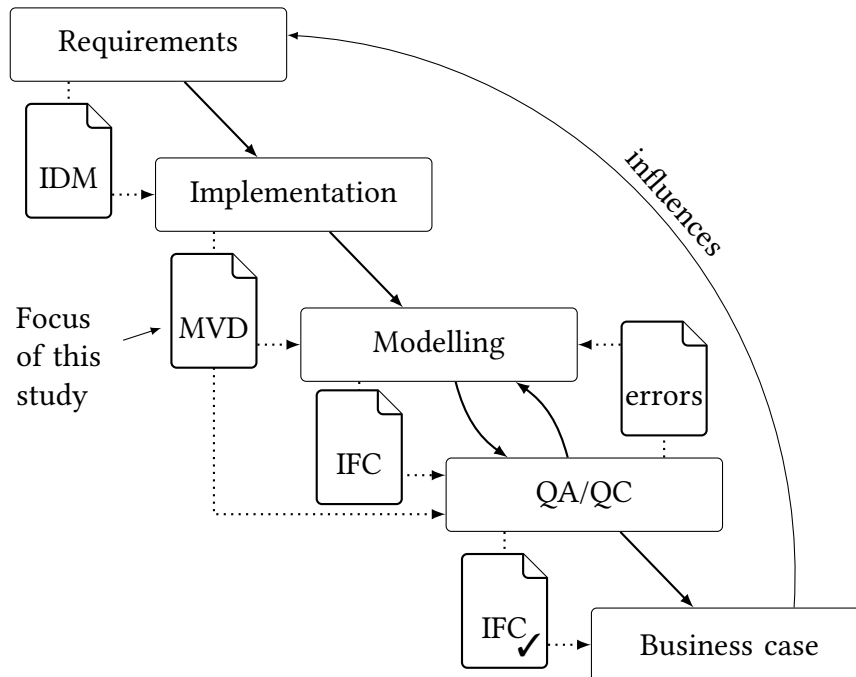 Requirements
IDM
Implementation
influences
Focus
of this
study
MVD
Modelling
errors
IFC
QA/QC
IFC✓
Business case